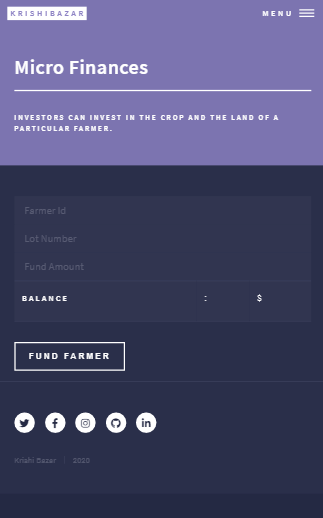 KRISHIBAZAR MENU
Micro Finances
INVESTORS CAN INVEST IN THE CROP AND THE LAND OF A
PARTICULAR FARMER.
Farmer Id
Lot Number
Fund Amount
BALANCE : $
FUND FARMER
Krishi Bazar 2020